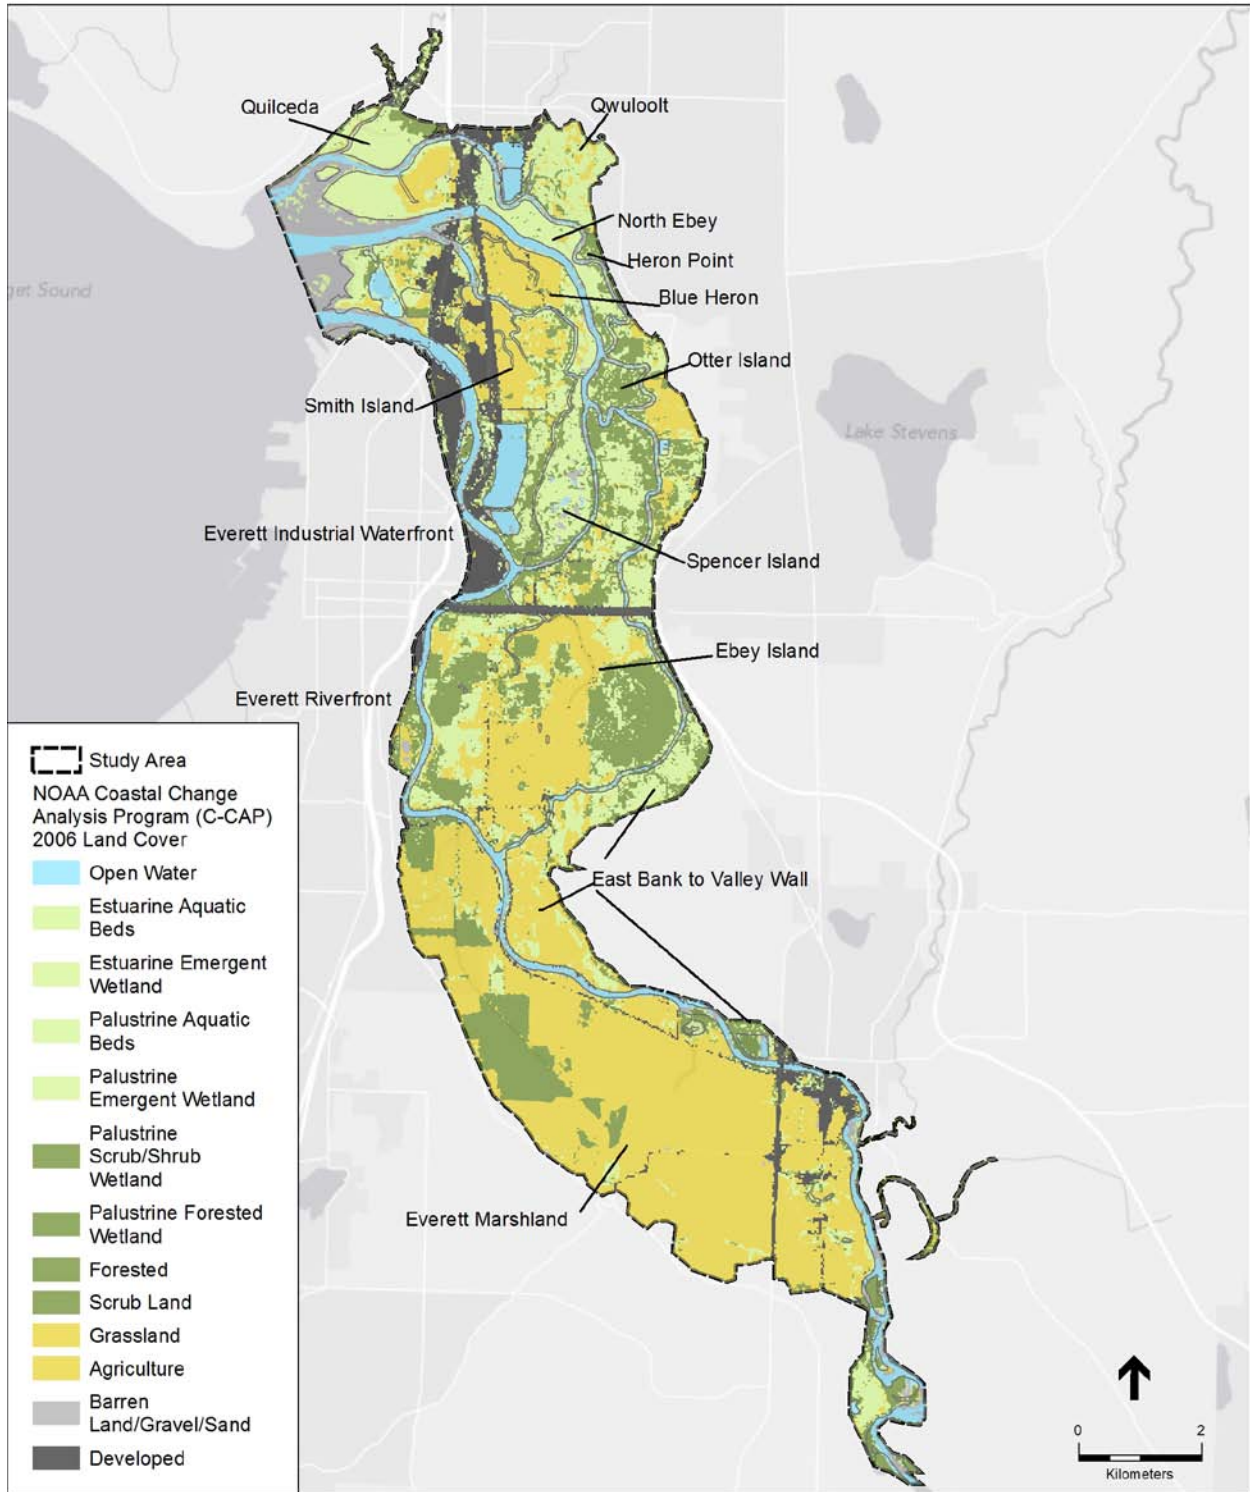 Quilceda
Qwuloolt
North Ebey
Heron Point
get Sound
Blue Heron
Otter Island
Smith Island
Lake Stevens
Everett Industrial Waterfront
Spencer Island
Ebey Island
Everett Riverfront
East Bank to Valley Wall
Everett Marshland
Study Area
NOAA Coastal Change
Analysis Program (C-CAP)
2006 Land Cover
Open Water
Estuarine Aquatic
Beds
Estuarine Emergent
Wetland
Palustrine Aquatic
Beds
Palustrine
Emergent Wetland
Palustrine
Scrub/Shrub
Wetland
Palustrine Forested
Wetland
Forested
Scrub Land
Grassland
Agriculture
Barren
Land/Gravel/Sand
Developed
0 2
Kilometers